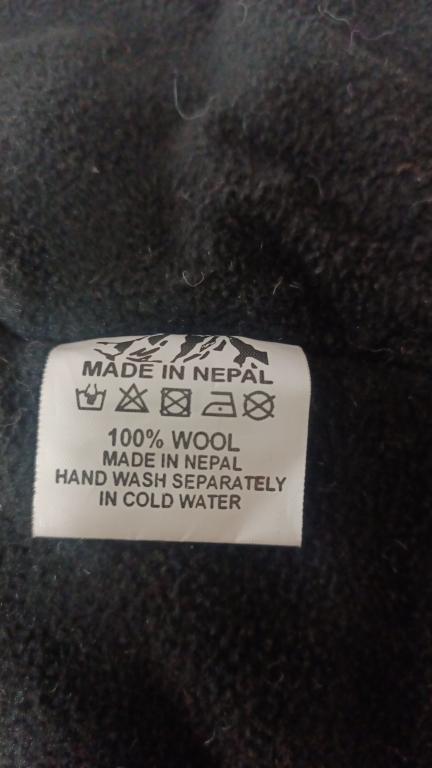 MADE IN NEPAL
100% WOOL
MADE IN NEPAL
HAND WASH SEPARATELY
IN COLD WATER